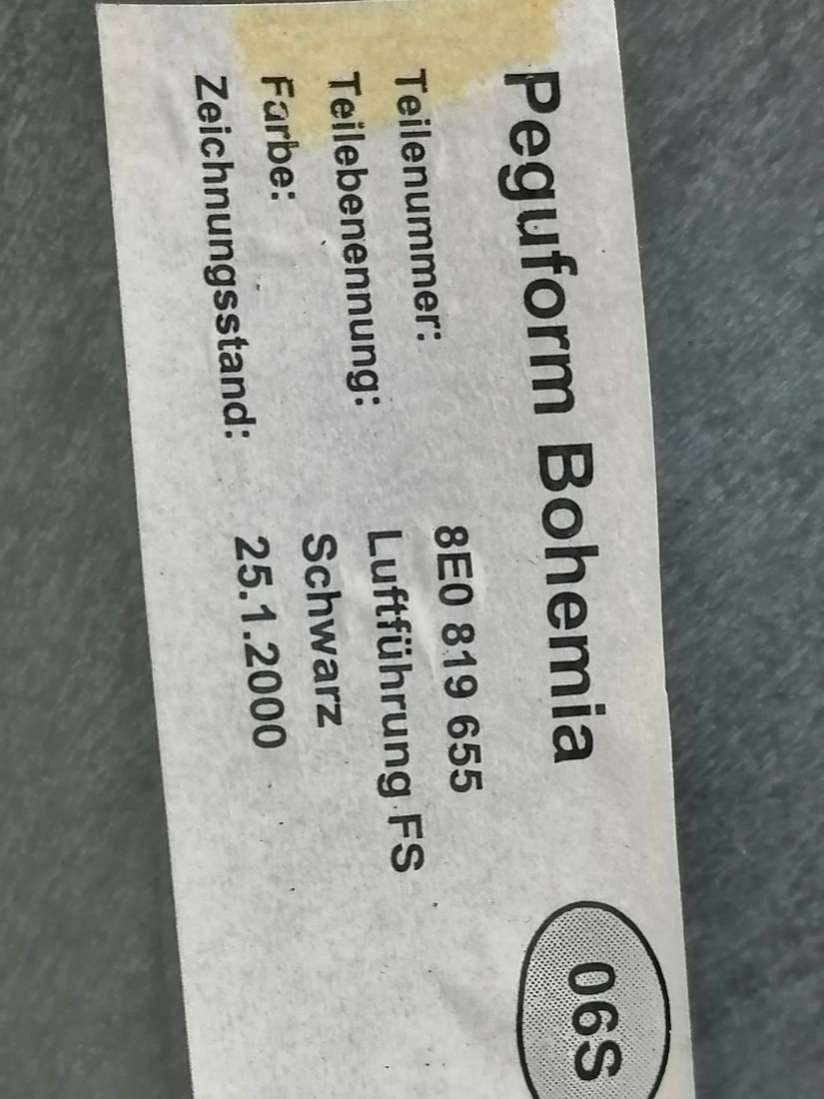 Peguform Bohemia 06S
Teilenummer: 8E0 819 655
Teilebenennung: Luftführung FS
Farbe: Schwarz
Zeichnungsstand: 25.1.2000